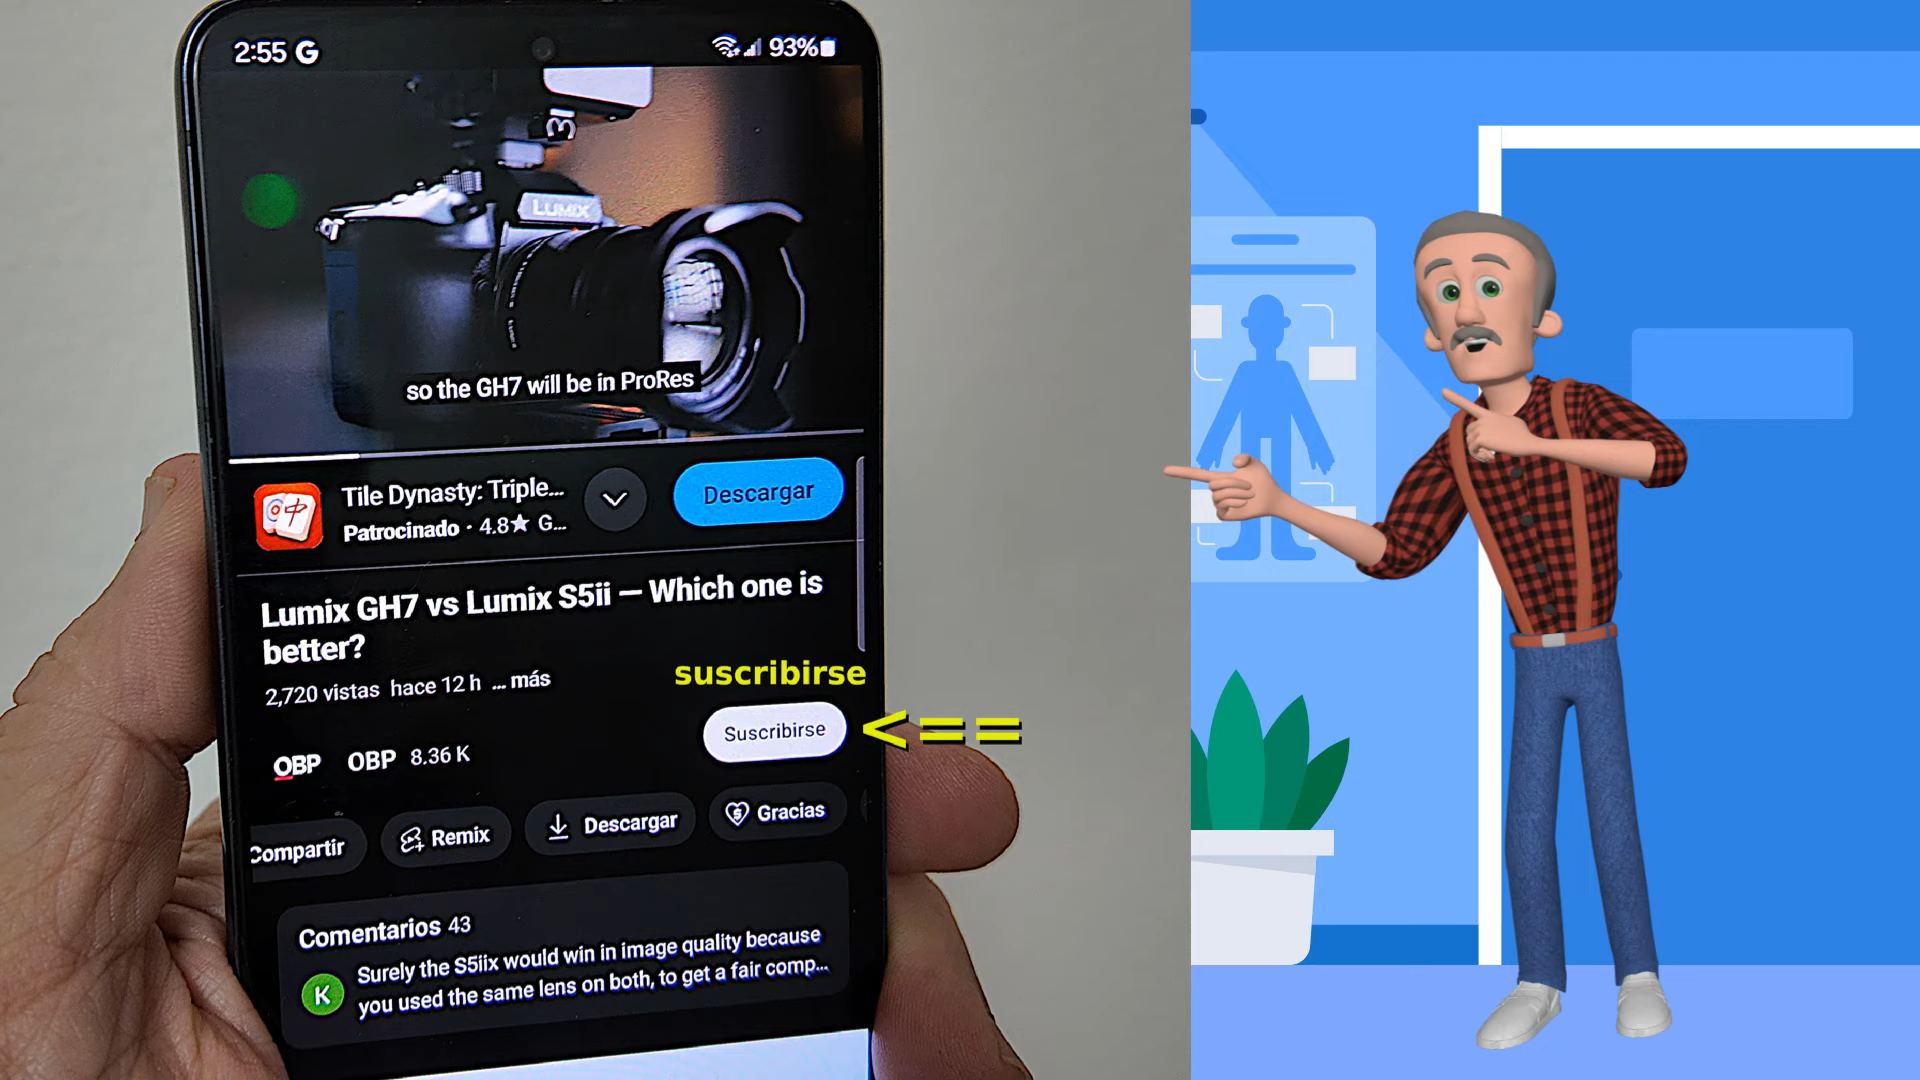 2:55 G 93%
LUMIX
so the GH7 will be in ProRes
Tile Dynasty: Triple...
Patrocinado · 4.8★ G...
Descargar
Lumix GH7 vs Lumix S5ii — Which one is
better?
2,720 vistas hace 12 h ... más
suscribirse
Suscribirse
<==
OBP OBP 8.36 K
Compartir
Remix
Descargar
Gracias
Comentarios 43
K
Surely the S5iix would win in image quality because
you used the same lens on both, to get a fair comp...